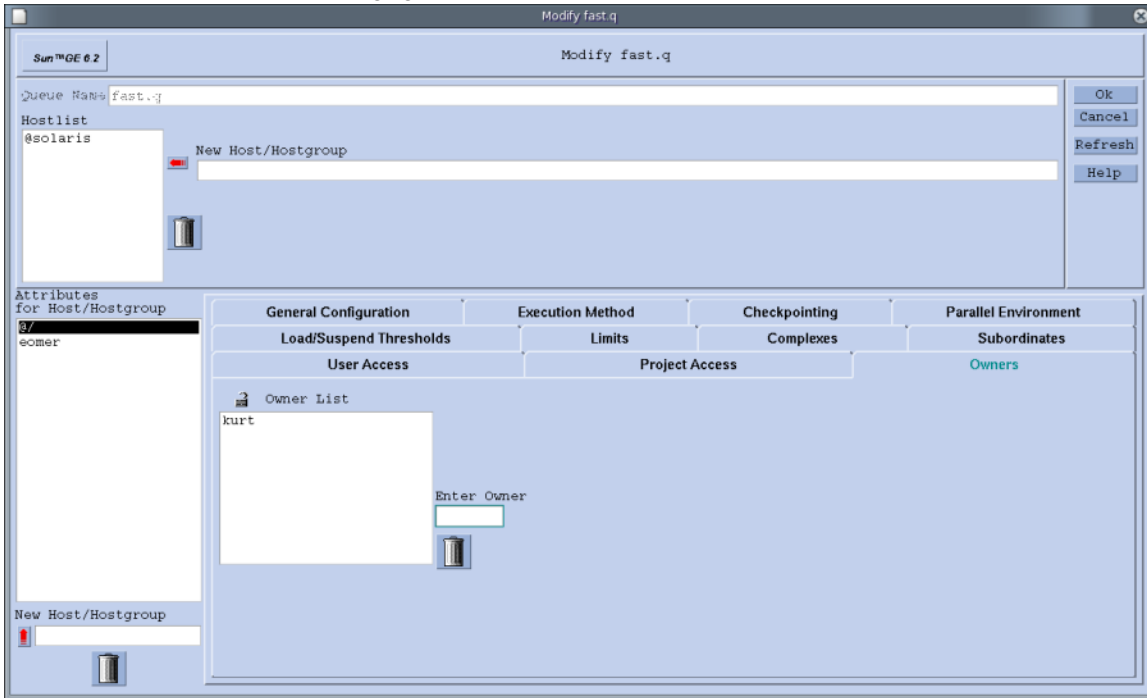 Modify fast.q
Sun™GE 6.2
Modify fast.q
Queue Name fast.q
Ok
Hostlist
Cancel
@solaris
New Host/Hostgroup
Refresh
Help
Attributes
for Host/Hostgroup
@/
eomer
General Configuration Execution Method Checkpointing Parallel Environment
Load/Suspend Thresholds Limits Complexes Subordinates
User Access Project Access Owners
Owner List
kurt
Enter Owner
New Host/Hostgroup